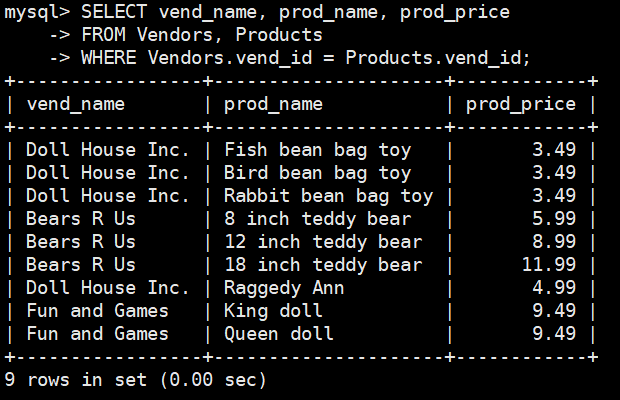 mysql> SELECT vend_name, prod_name, prod_price
    -> FROM Vendors, Products
    -> WHERE Vendors.vend_id = Products.vend_id;
+-----------------+--------------------+------------+
| vend_name       | prod_name           | prod_price |
+-----------------+--------------------+------------+
| Doll House Inc. | Fish bean bag toy   |       3.49 |
| Doll House Inc. | Bird bean bag toy   |       3.49 |
| Doll House Inc. | Rabbit bean bag toy |       3.49 |
| Bears R Us      | 8 inch teddy bear   |       5.99 |
| Bears R Us      | 12 inch teddy bear  |       8.99 |
| Bears R Us      | 18 inch teddy bear  |      11.99 |
| Doll House Inc. | Raggedy Ann         |       4.99 |
| Fun and Games   | King doll           |       9.49 |
| Fun and Games   | Queen doll          |       9.49 |
+-----------------+--------------------+------------+
9 rows in set (0.00 sec)